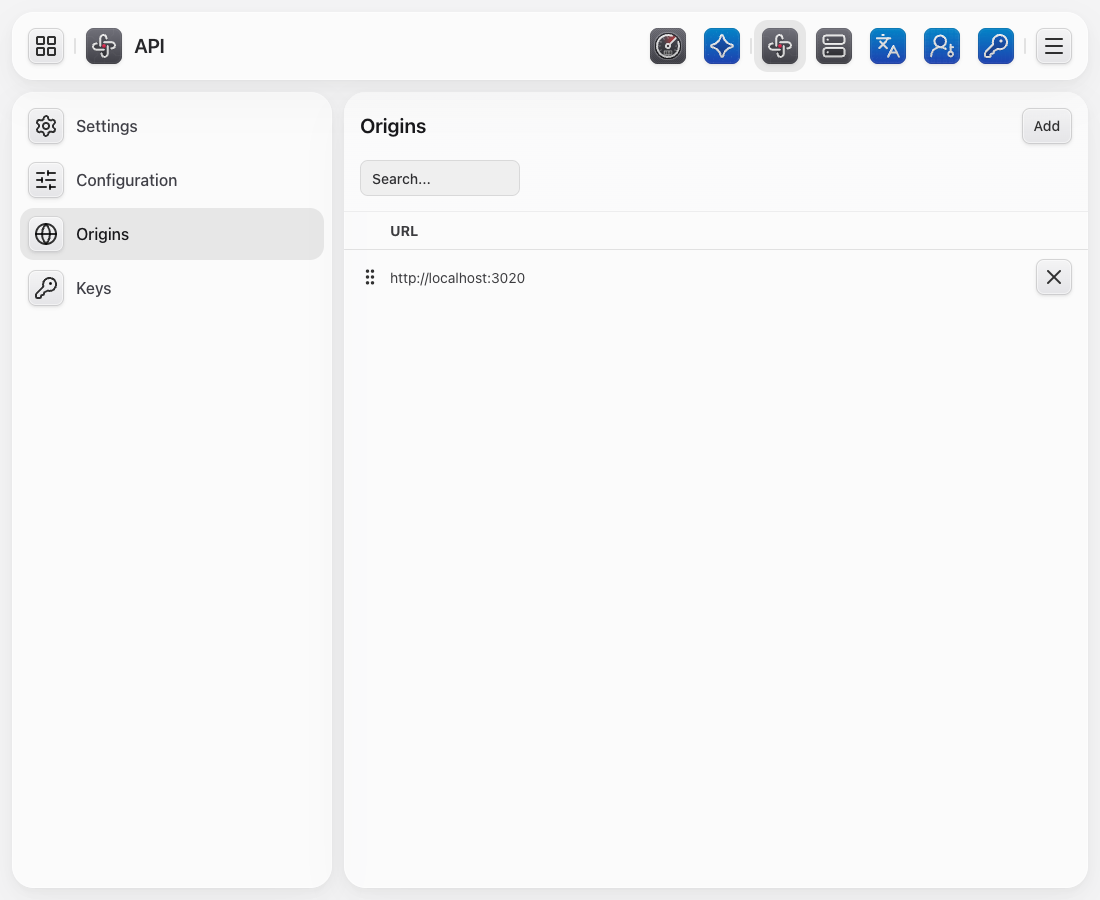 API
Settings
Configuration
Origins
Keys
Origins
Add
Search...
URL
http://localhost:3020